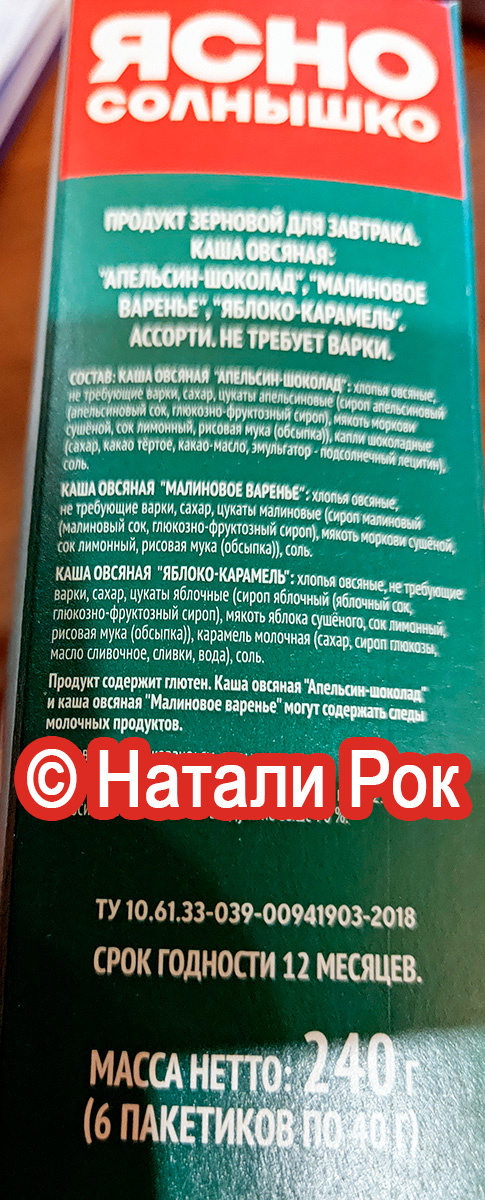 ЯСНО
СОЛНЫШКО
ПРОДУКТ ЗЕРНОВОЙ ДЛЯ ЗАВТРАКА.
КАША ОВСЯНАЯ:
"АПЕЛЬСИН-ШОКОЛАД", "МАЛИНОВОЕ
ВАРЕНЬЕ", "ЯБЛОКО-КАРАМЕЛЬ".
АССОРТИ. НЕ ТРЕБУЕТ ВАРКИ.
СОСТАВ: КАША ОВСЯНАЯ "АПЕЛЬСИН-ШОКОЛАД": хлопья овсяные,
не требующие варки, сахар, цукаты апельсиновые (сироп апельсиновый
(апельсиновый сок, глюкозно-фруктозный сироп), мякоть моркови
сушёной, сок лимонный, рисовая мука (обсыпка)), капли шоколадные
(сахар, какао тёртое, какао-масло, эмульгатор - подсолнечный лецитин),
соль.
КАША ОВСЯНАЯ "МАЛИНОВОЕ ВАРЕНЬЕ": хлопья овсяные,
не требующие варки, сахар, цукаты малиновые (сироп малиновый
(малиновый сок, глюкозно-фруктозный сироп), мякоть моркови сушёной,
сок лимонный, рисовая мука (обсыпка)), соль.
КАША ОВСЯНАЯ "ЯБЛОКО-КАРАМЕЛЬ": хлопья овсяные, не требующие
варки, сахар, цукаты яблочные (сироп яблочный (яблочный сок,
глюкозно-фруктозный сироп), мякоть яблока сушёного, сок лимонный,
рисовая мука (обсыпка)), карамель молочная (сахар, сироп глюкозы,
масло сливочное, сливки, вода), соль.
Продукт содержит глютен. Каша овсяная "Апельсин-шоколад"
и каша овсяная "Малиновое варенье" могут содержать следы
молочных продуктов.
© Натали Рок
ТУ 10.61.33-039-00941903-2018
СРОК ГОДНОСТИ 12 МЕСЯЦЕВ.
МАССА НЕТТО: 240 г
(6 ПАКЕТИКОВ ПО 40 Г)